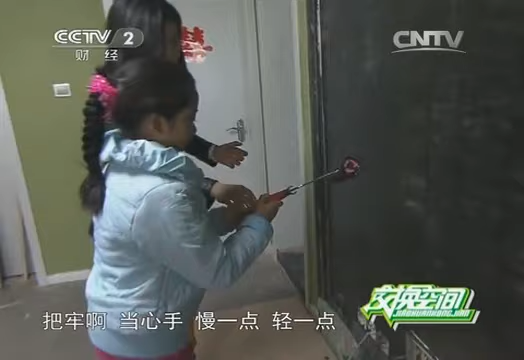 CCTV 2
财经
CNTV
交换空间
JIAOHUANKONGJIAN
把牢啊 当心手 慢一点 轻一点